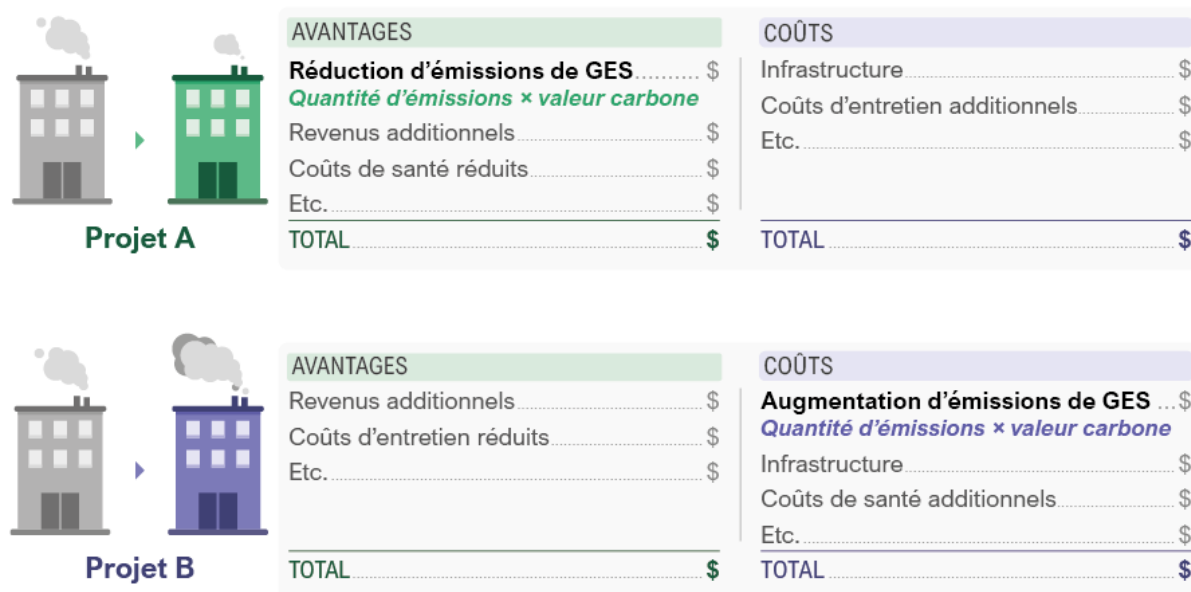 AVANTAGES
Réduction d'émissions de GES.......... $
Quantité d'émissions × valeur carbone
Revenus additionnels.......... $
Coûts de santé réduits.......... $
Etc.......... $
TOTAL.......... $
COÛTS
Infrastructure.......... $
Coûts d'entretien additionnels.......... $
Etc.......... $
TOTAL.......... $
Projet A
AVANTAGES
Revenus additionnels.......... $
Coûts d'entretien réduits.......... $
Etc.......... $
TOTAL.......... $
COÛTS
Augmentation d'émissions de GES ...$
Quantité d'émissions × valeur carbone
Infrastructure.......... $
Coûts de santé additionnels.......... $
Etc.......... $
TOTAL.......... $
Projet B